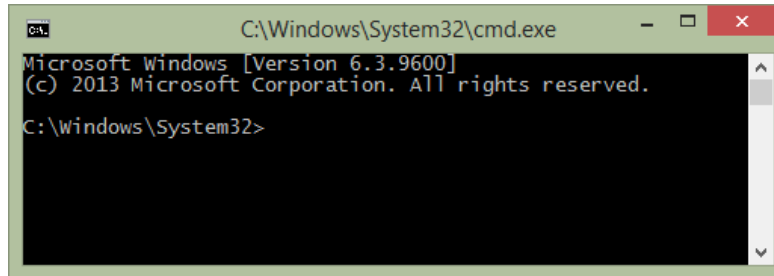 C:\Windows\System32\cmd.exe
Microsoft Windows [Version 6.3.9600]
(c) 2013 Microsoft Corporation. All rights reserved.
C:\Windows\System32>